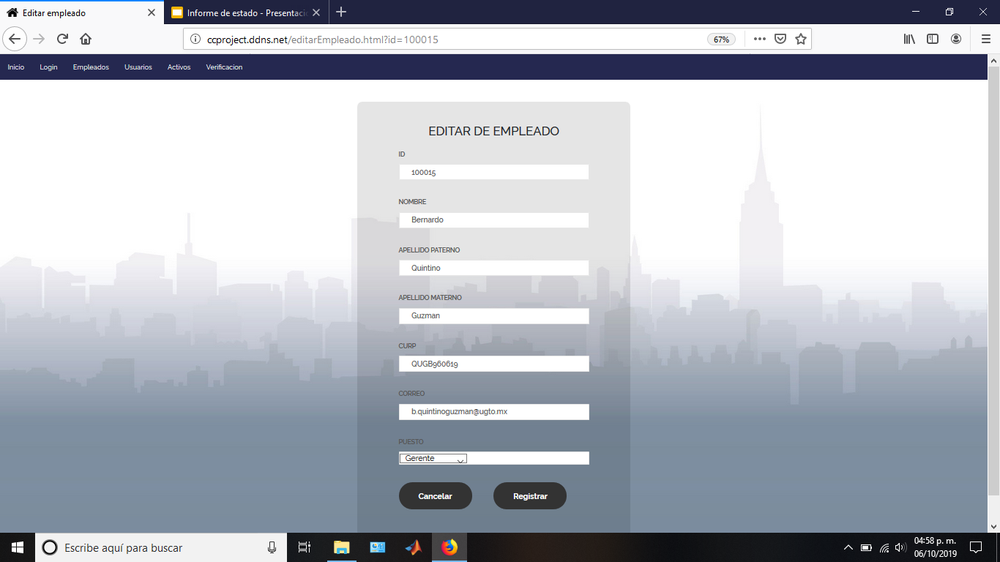 Editar empleado
Informe de estado - Presentaci
ccproject.ddns.net/editarEmpleado.html?id=100015
67%
Inicio Login Empleados Usuarios Activos Verificacion
EDITAR DE EMPLEADO
ID
100015
NOMBRE
Bernardo
APELLIDO PATERNO
Quintino
APELLIDO MATERNO
Guzman
CURP
QUGB960619
CORREO
b.quintinoguzman@ugto.mx
PUESTO
Gerente
Cancelar Registrar
Escribe aquí para buscar
04:58 p. m.
06/10/2019